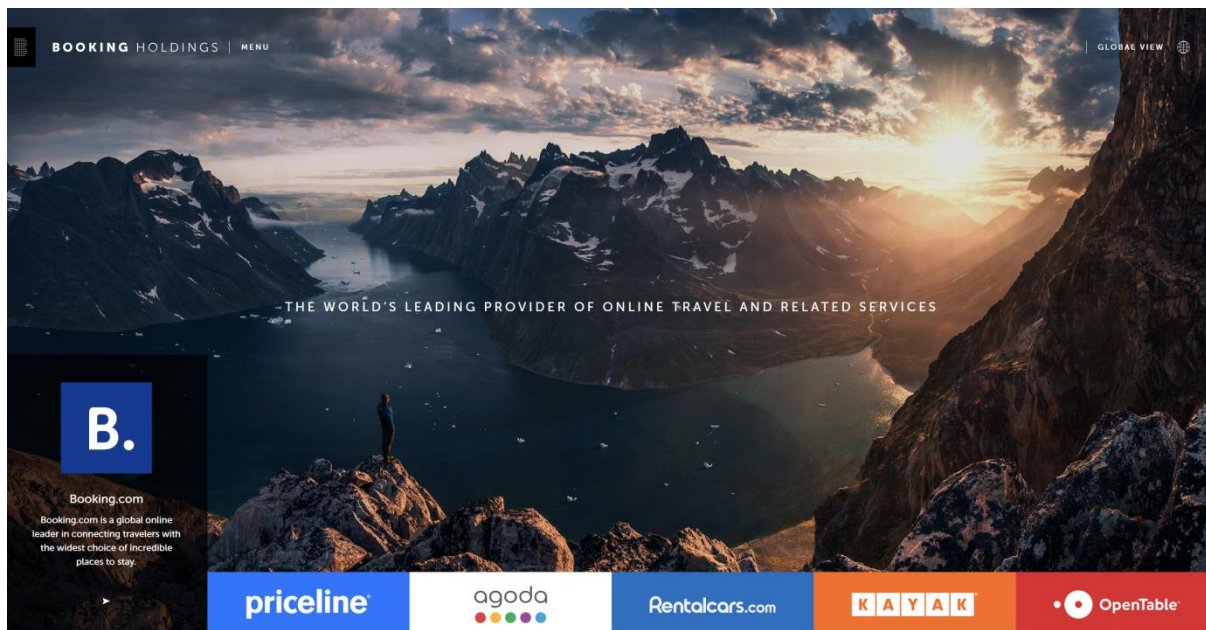 BOOKING HOLDINGS | MENU
| GLOBAL VIEW
THE WORLD'S LEADING PROVIDER OF ONLINE TRAVEL AND RELATED SERVICES
B.
Booking.com
Booking.com is a global online
leader in connecting travelers with
the widest choice of incredible
places to stay.
priceline
agoda
Rentalcars.com
KAYAK
OpenTable